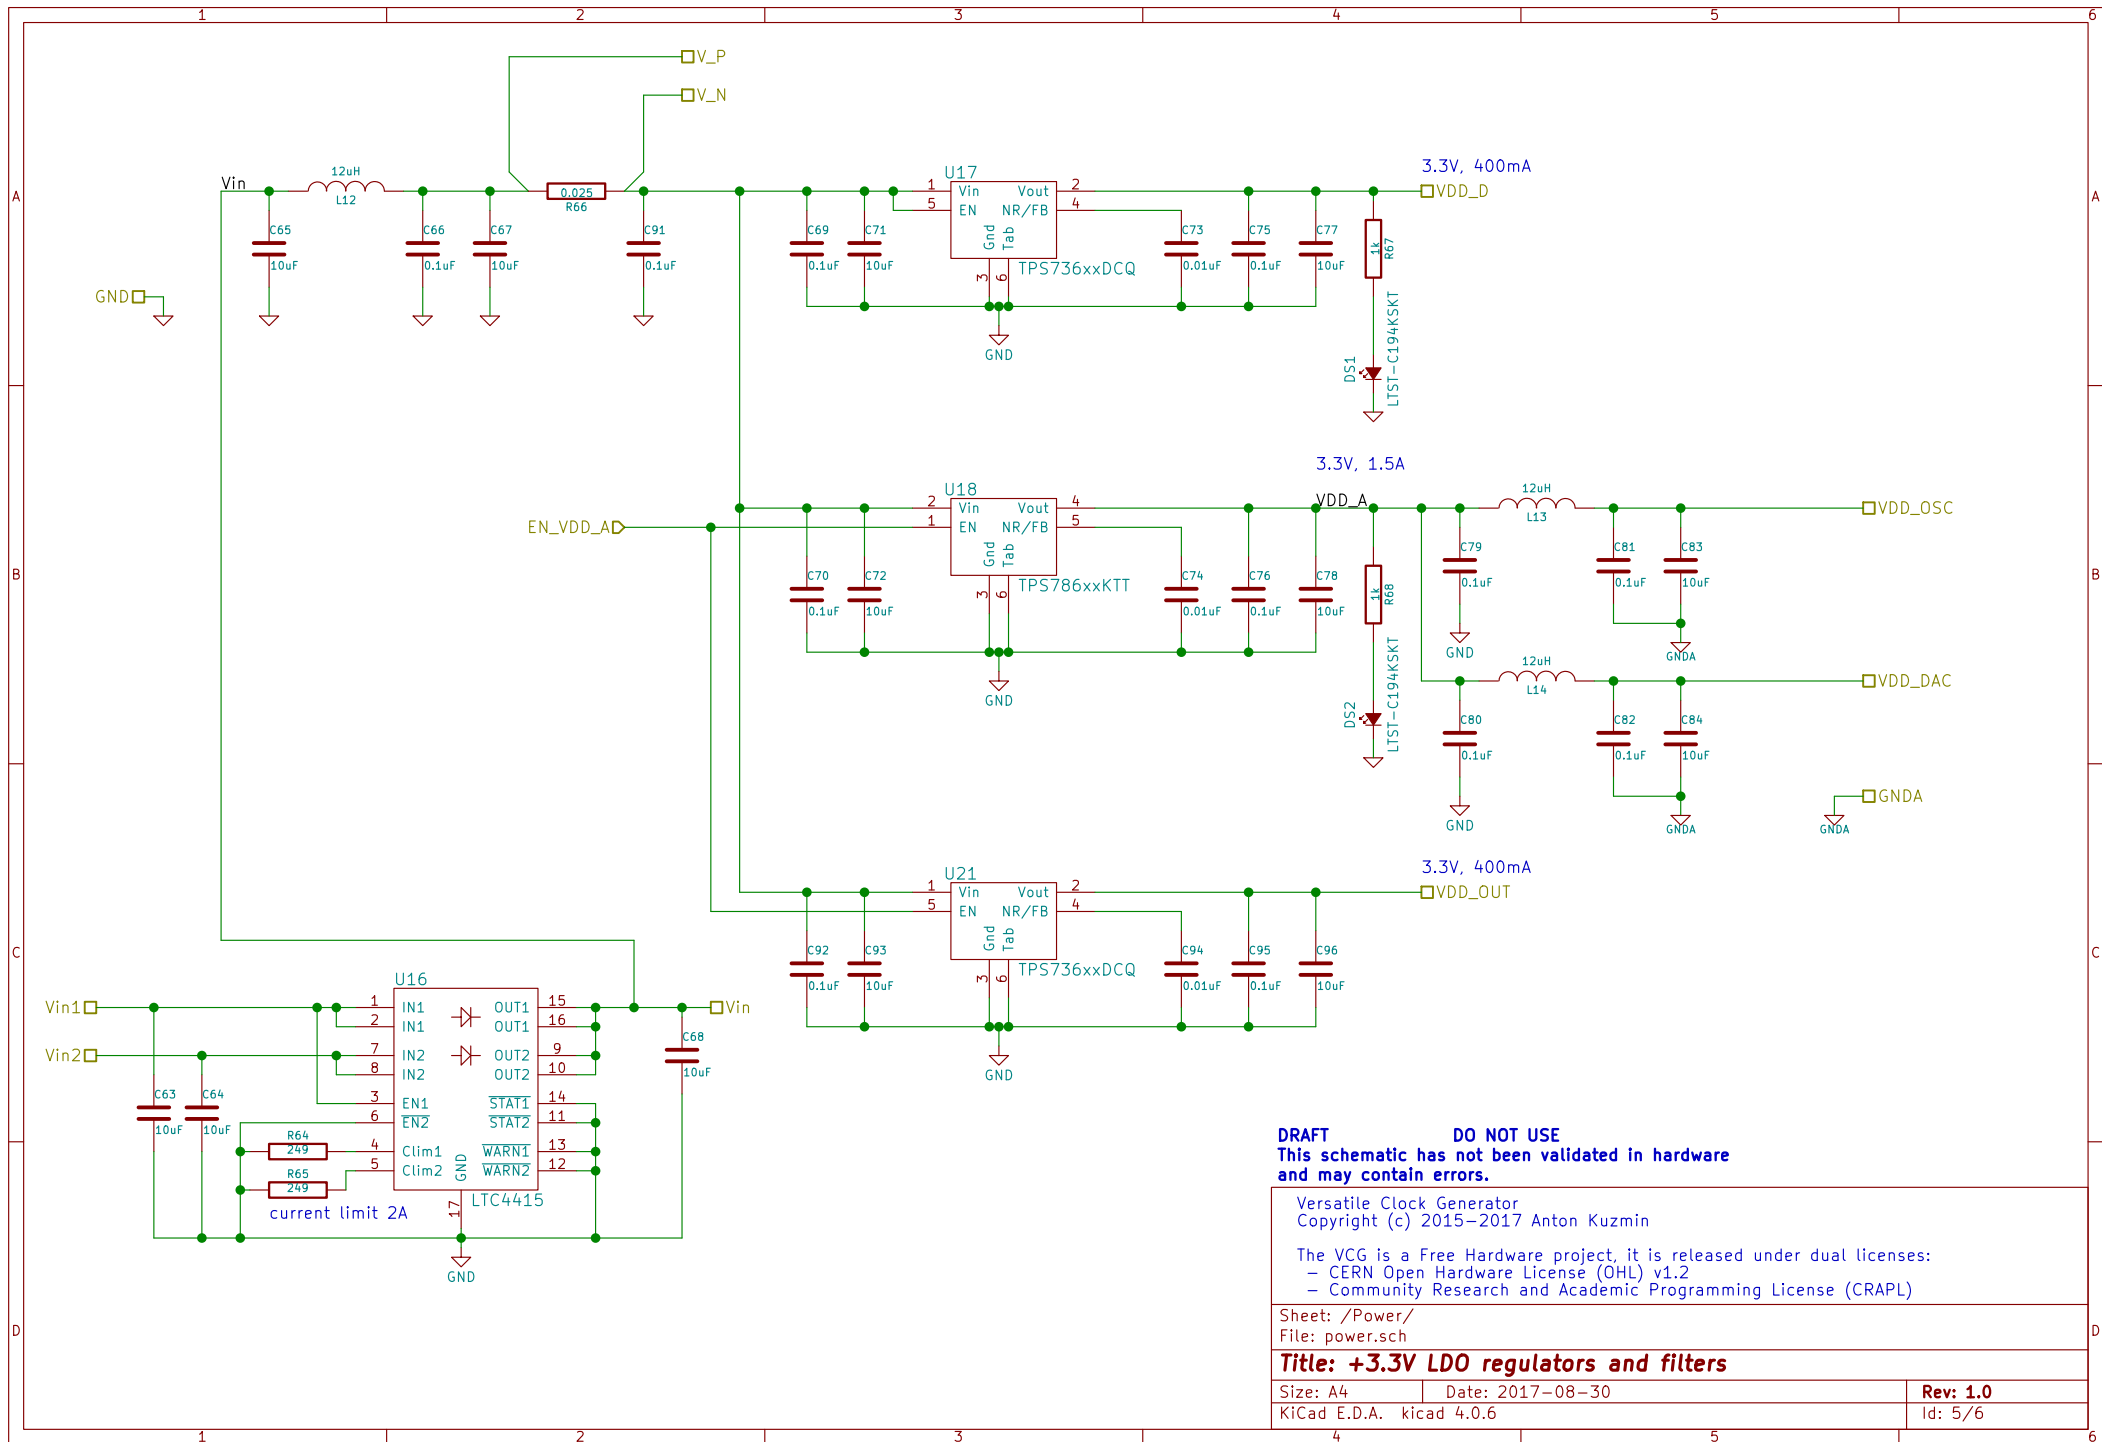 1 2 3 4 5 6
V_P
V_N
A A
Vin
12uH
L12
0.025
R66
C65
10uF
C66
0.1uF
C67
10uF
C91
0.1uF
GND
C69
0.1uF
C71
10uF
U17
1 Vin Vout 2
5 EN NR/FB 4
Gnd Tab
3 6
TPS736xxDCQ
GND
C73
0.01uF
C75
0.1uF
C77
10uF
3.3V, 400mA
VDD_D
1k
R67
DS1
LTST-C194KSKT
B B
EN_VDD_A
C70
0.1uF
C72
10uF
U18
2 Vin Vout 4
1 EN NR/FB 5
Gnd Tab
3 6
TPS786xxKTT
GND
C74
0.01uF
C76
0.1uF
C78
10uF
3.3V, 1.5A
VDD_A
1k
R68
DS2
LTST-C194KSKT
12uH
L13
C79
0.1uF
GND
C81
0.1uF
C83
10uF
GNDA
VDD_OSC
12uH
L14
C80
0.1uF
GND
C82
0.1uF
C84
10uF
GNDA
VDD_DAC
GNDA
GNDA
C C
C92
0.1uF
C93
10uF
U21
1 Vin Vout 2
5 EN NR/FB 4
Gnd Tab
3 6
TPS736xxDCQ
GND
C94
0.01uF
C95
0.1uF
C96
10uF
3.3V, 400mA
VDD_OUT
Vin1
Vin2
C63
10uF
C64
10uF
U16
1 IN1 OUT1 15
2 IN1 OUT1 16
7 IN2 OUT2 9
8 IN2 OUT2 10
3 EN1 STAT1 14
6 EN2 STAT2 11
4 Clim1 WARN1 13
5 Clim2 WARN2 12
GND
17
LTC4415
R64
249
R65
249
current limit 2A
GND
Vin
C68
10uF
D D
DRAFT DO NOT USE
This schematic has not been validated in hardware
and may contain errors.
Versatile Clock Generator
Copyright (c) 2015-2017 Anton Kuzmin
The VCG is a Free Hardware project, it is released under dual licenses:
- CERN Open Hardware License (OHL) v1.2
- Community Research and Academic Programming License (CRAPL)
Sheet: /Power/
File: power.sch
Title: +3.3V LDO regulators and filters
Size: A4 Date: 2017-08-30 Rev: 1.0
KiCad E.D.A. kicad 4.0.6 Id: 5/6
1 2 3 4 5 6